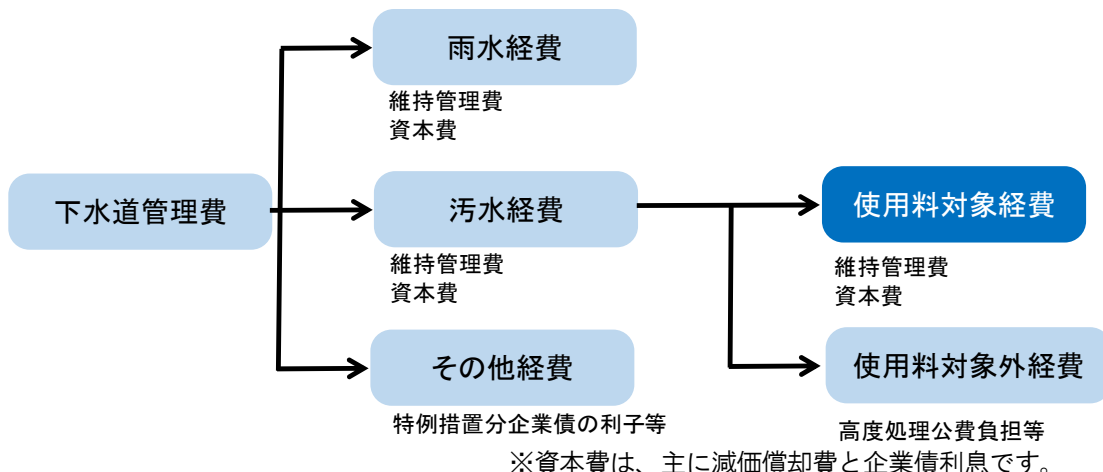 雨水経費
維持管理費
資本費
下水道管理費
汚水経費
維持管理費
資本費
使用料対象経費
維持管理費
資本費
その他経費
特例措置分企業債の利子等
使用料対象外経費
高度処理公費負担等
※資本費は、主に減価償却費と企業債利息です。